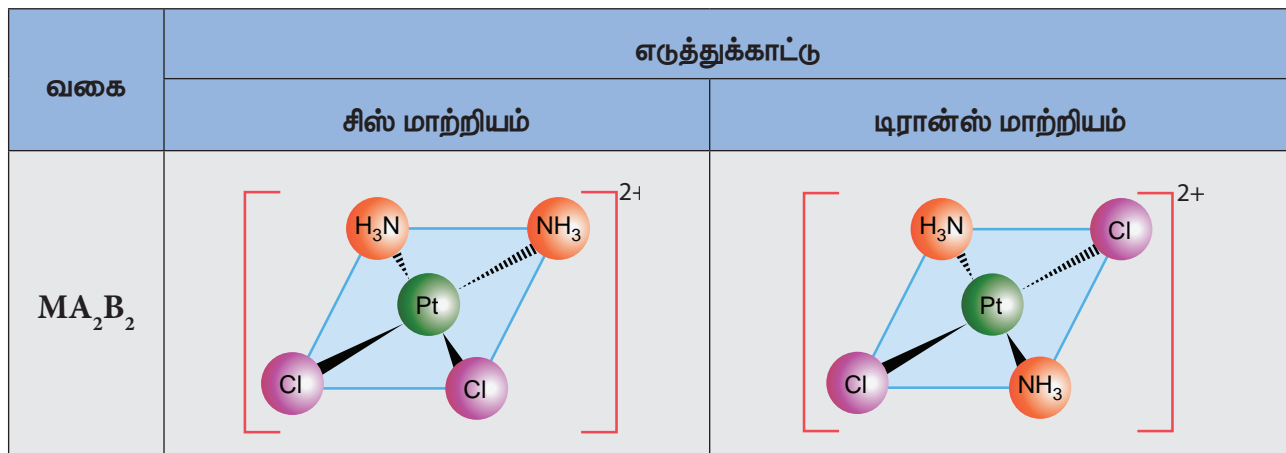 வகை
எடுத்துக்காட்டு
சிஸ் மாற்றியம்
டிரான்ஸ் மாற்றியம்
MA₂B₂
2+
H₃N
NH₃
Pt
Cl
Cl
2+
H₃N
Cl
Pt
Cl
NH₃